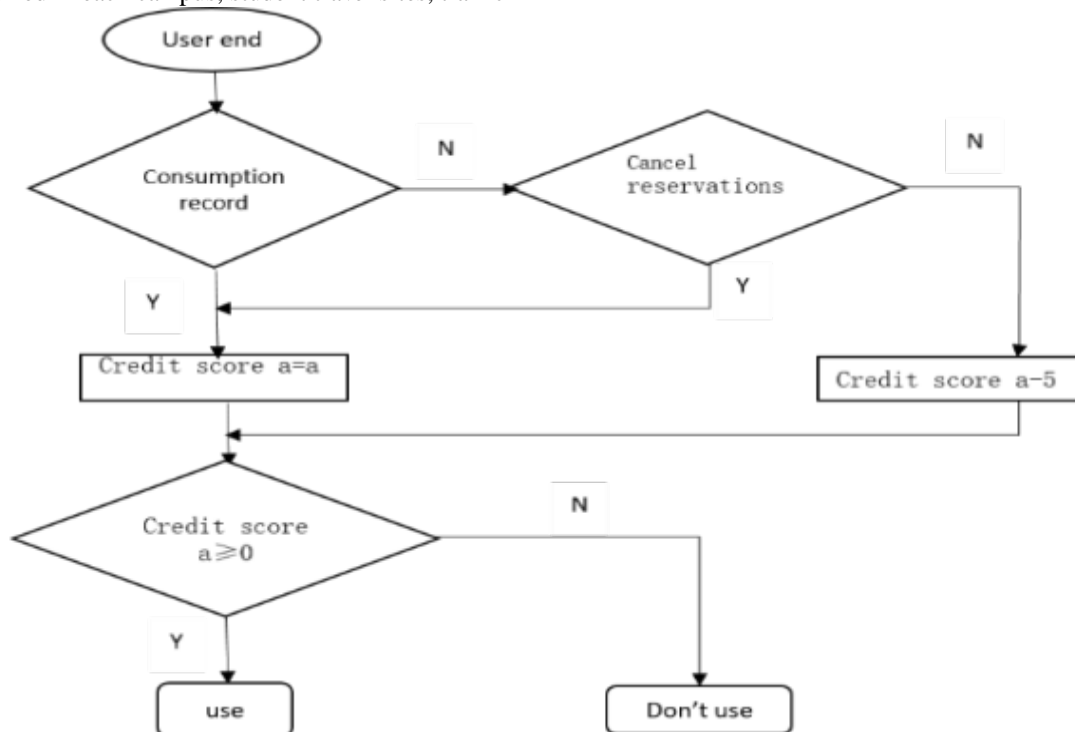 User end
N
N
Cancel
reservations
Consumption
record
Y
Y
Credit score a=a
Credit score a-5
N
Credit score
a≥0
Y
use
Don't use